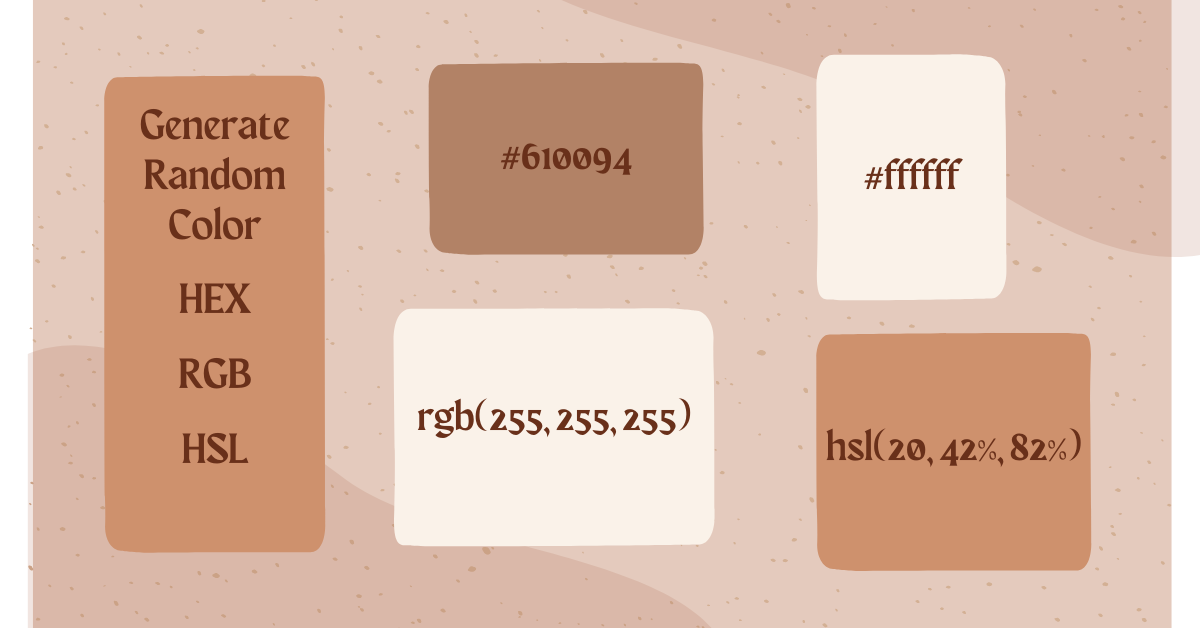 Generate
Random
Color
HEX
RGB
HSL
#610094
#ffffff
rgb(255, 255, 255)
hsl(20, 42%, 82%)